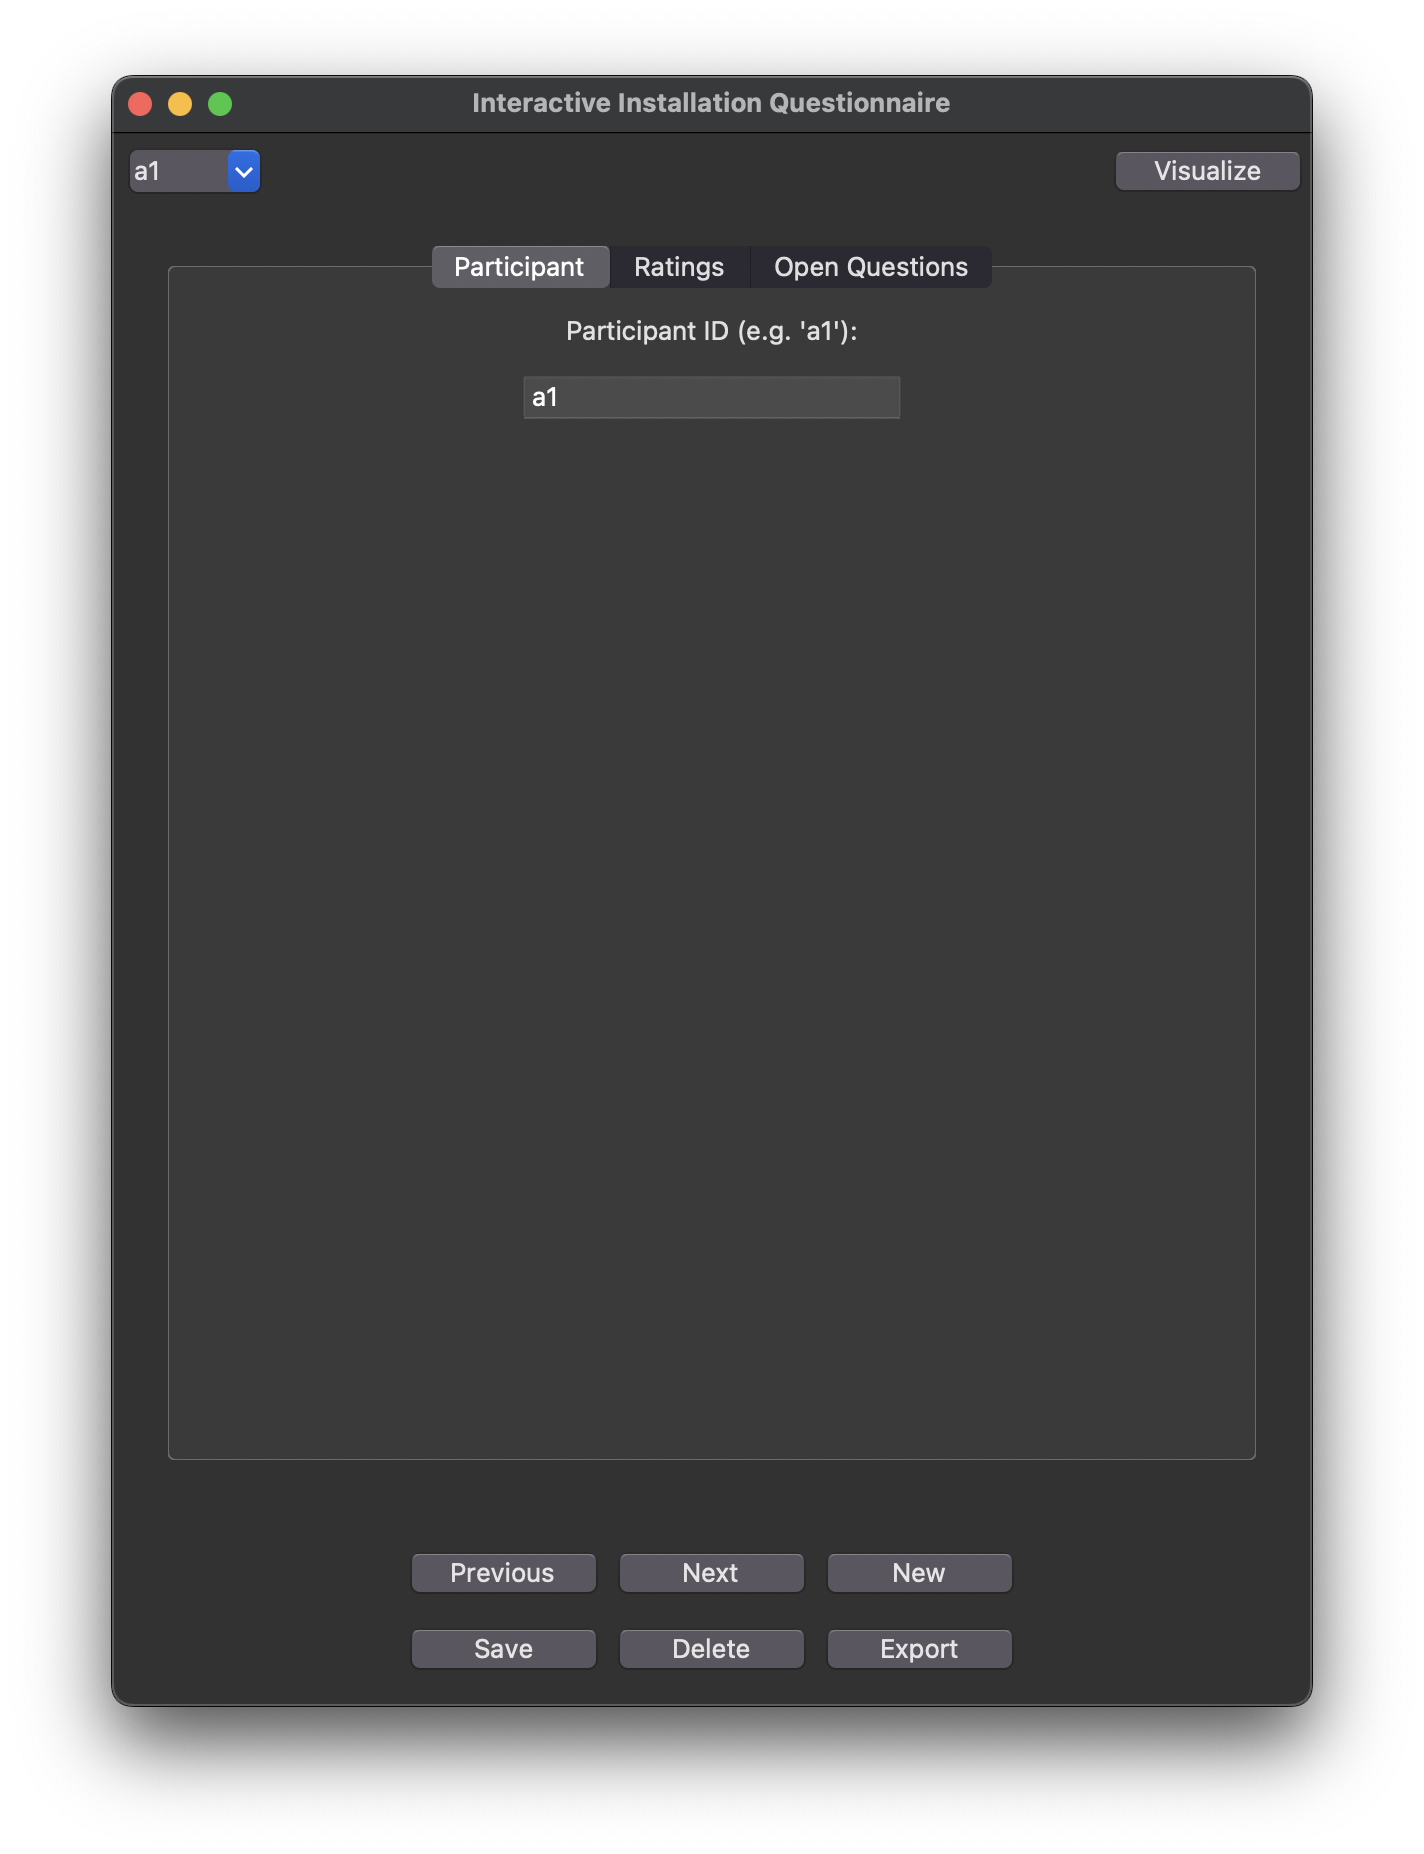 Interactive Installation Questionnaire
a1
Visualize
Participant
Ratings
Open Questions
Participant ID (e.g. 'a1'):
a1
Previous
Next
New
Save
Delete
Export